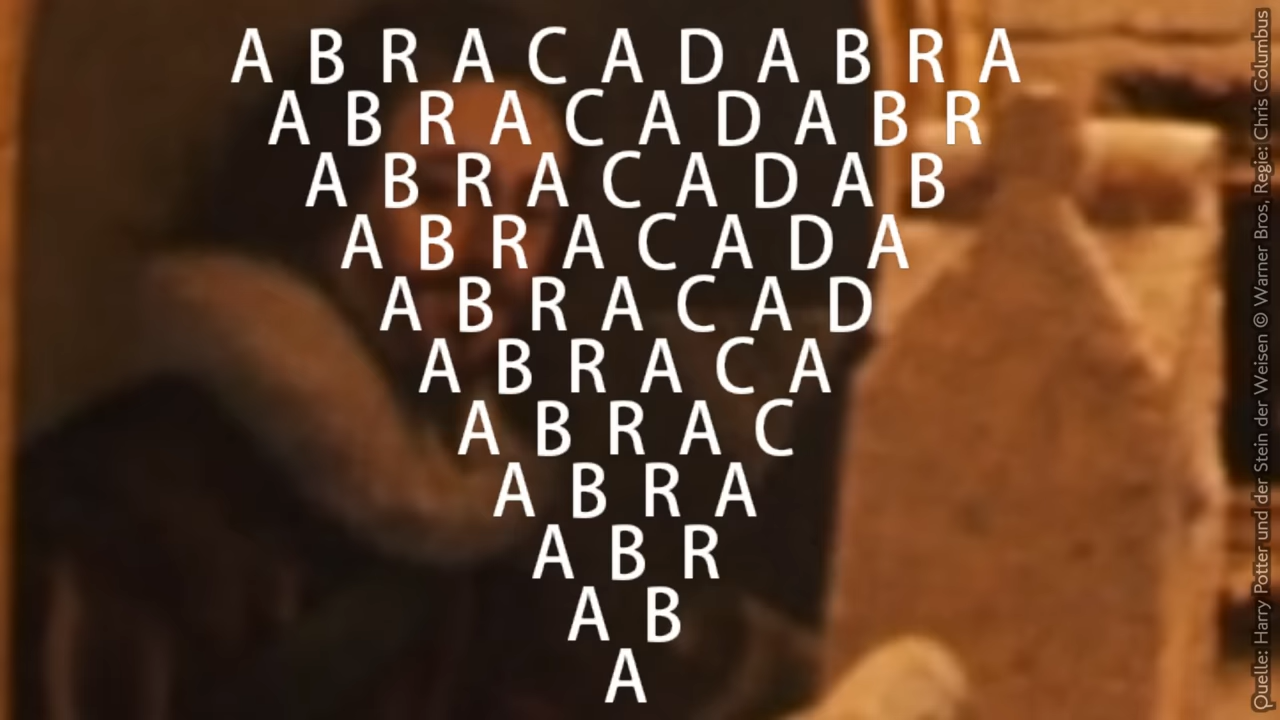 A B R A C A D A B R A
A B R A C A D A B R
A B R A C A D A B
A B R A C A D A
A B R A C A D
A B R A C A
A B R A C
A B R A
A B R
A B
A
Quelle: Harry Potter und der Stein der Weisen © Warner Bros, Regie: Chris Columbus